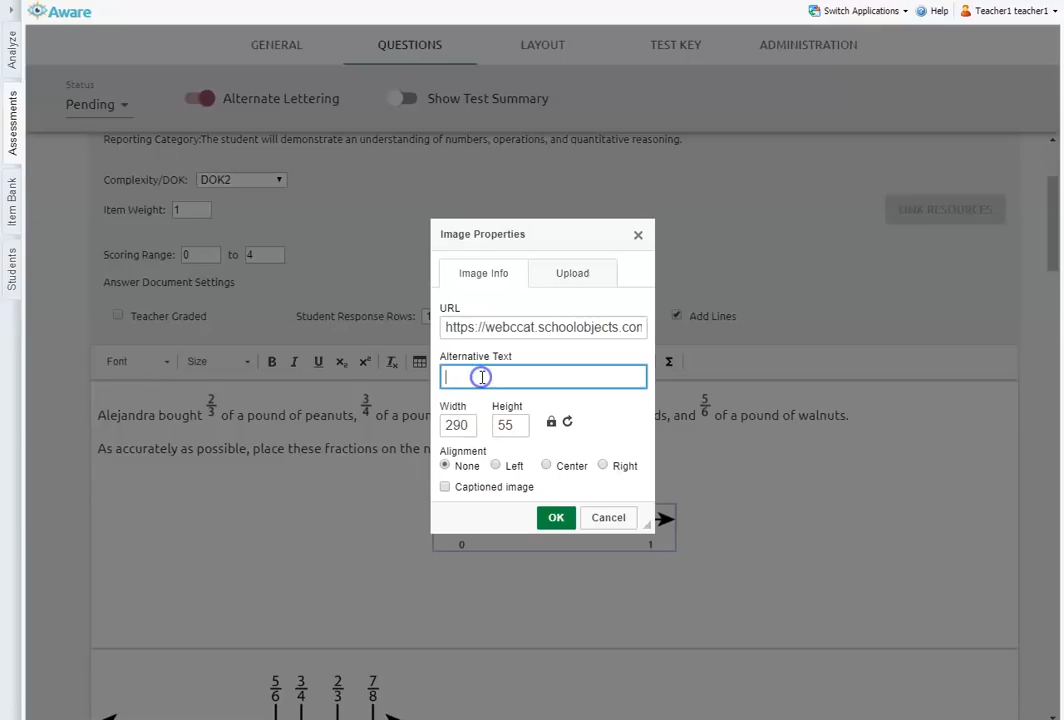 Aware
Switch Applications
Help
Teacher1 teacher1
Analyze
Assessments
Item Bank
Students
GENERAL
QUESTIONS
LAYOUT
TEST KEY
ADMINISTRATION
Status
Pending
Alternate Lettering
Show Test Summary
Reporting Category:The student will demonstrate an understanding of numbers, operations, and quantitative reasoning.
Complexity/DOK: DOK2
Item Weight: 1
LINK RESOURCES
Scoring Range: 0 to 4
Answer Document Settings
Teacher Graded
Student Response Rows: 1
Add Lines
Font
Size
B I U x₂ x² Tx
Σ
Alejandra bought 2/3 of a pound of peanuts, 3/4 of a poun
ds, and 5/6 of a pound of walnuts.
As accurately as possible, place these fractions on the n
0 1
5/6 3/4 2/3 7/8
Image Properties
Image Info
Upload
URL
https://webccat.schoolobjects.con
Alternative Text
Width
Height
290
55
Alignment
None
Left
Center
Right
Captioned image
OK
Cancel